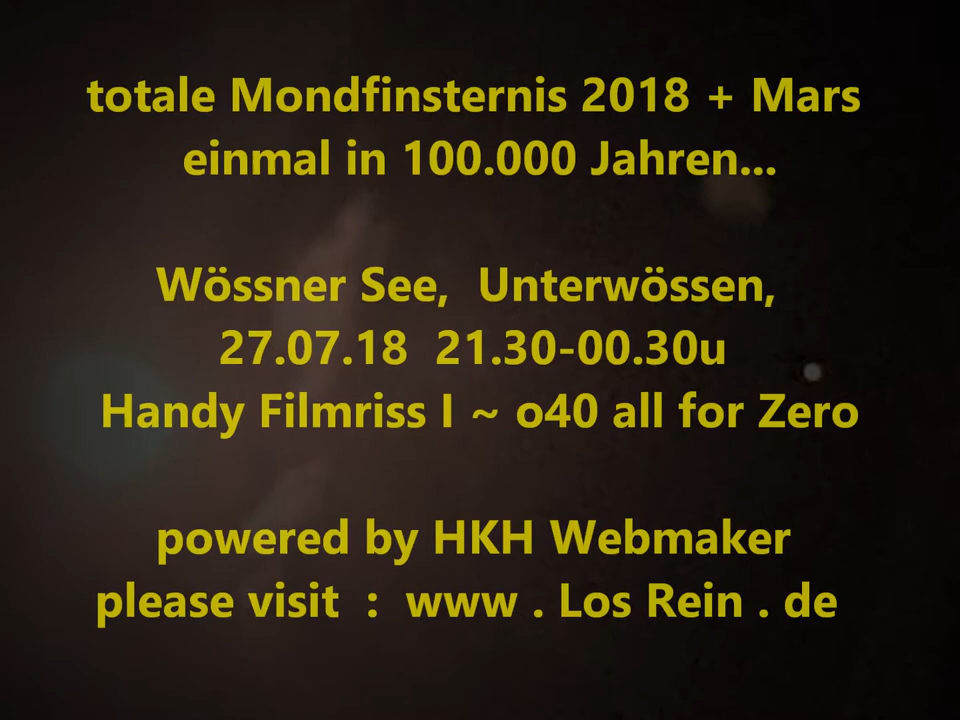 totale Mondfinsternis 2018 + Mars
einmal in 100.000 Jahren...
Wössner See, Unterwössen,
27.07.18 21.30-00.30u
Handy Filmriss I ~ o40 all for Zero
powered by HKH Webmaker
please visit : www . Los Rein . de